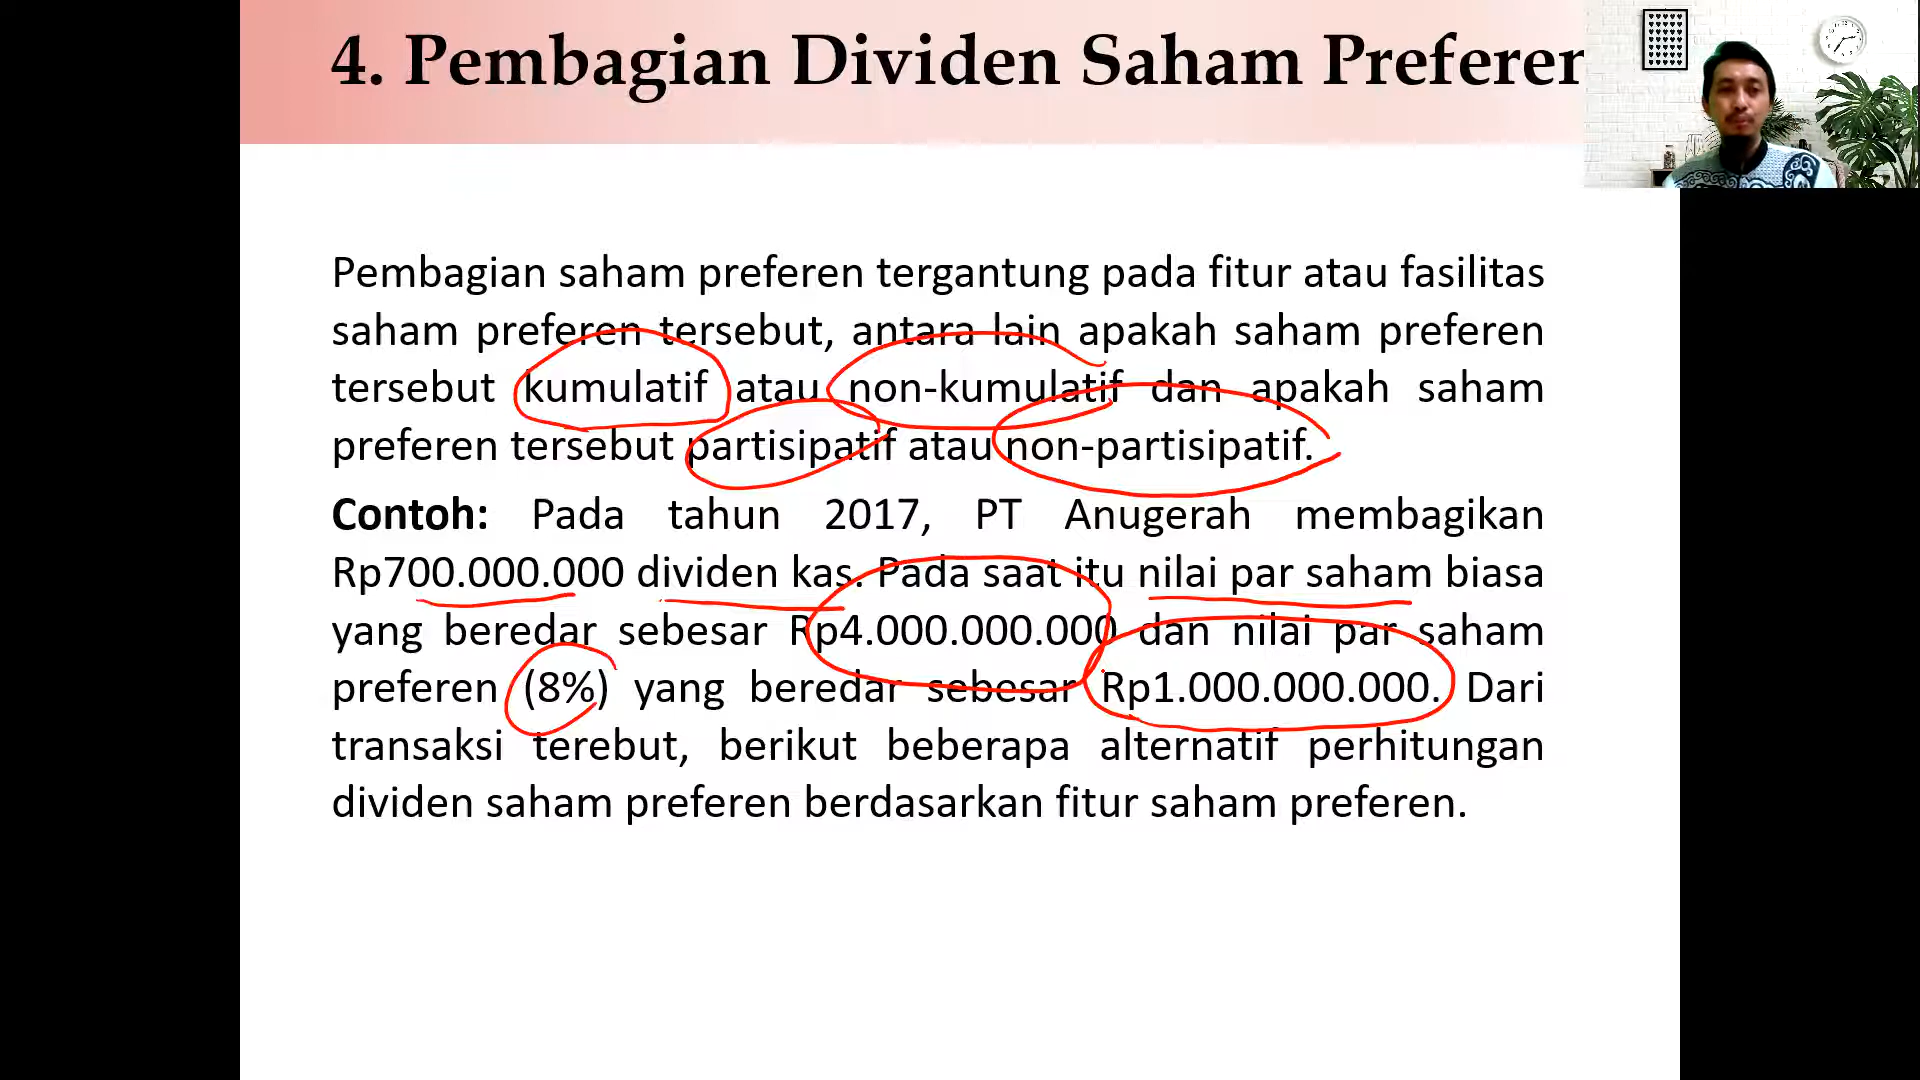 4. Pembagian Dividen Saham Preferen
Pembagian saham preferen tergantung pada fitur atau fasilitas
saham preferen tersebut, antara lain apakah saham preferen
tersebut kumulatif atau non-kumulatif dan apakah saham
preferen tersebut partisipatif atau non-partisipatif.
Contoh: Pada tahun 2017, PT Anugerah membagikan
Rp700.000.000 dividen kas. Pada saat itu nilai par saham biasa
yang beredar sebesar Rp4.000.000.000 dan nilai par saham
preferen (8%) yang beredar sebesar Rp1.000.000.000. Dari
transaksi terebut, berikut beberapa alternatif perhitungan
dividen saham preferen berdasarkan fitur saham preferen.